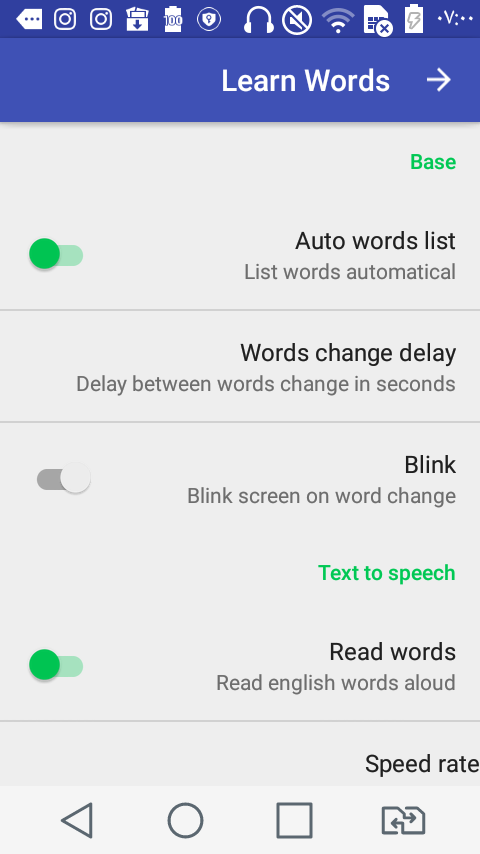 100
Learn Words
Base
Auto words list
List words automatical
Words change delay
Delay between words change in seconds
Blink
Blink screen on word change
Text to speech
Read words
Read english words aloud
Speed rate